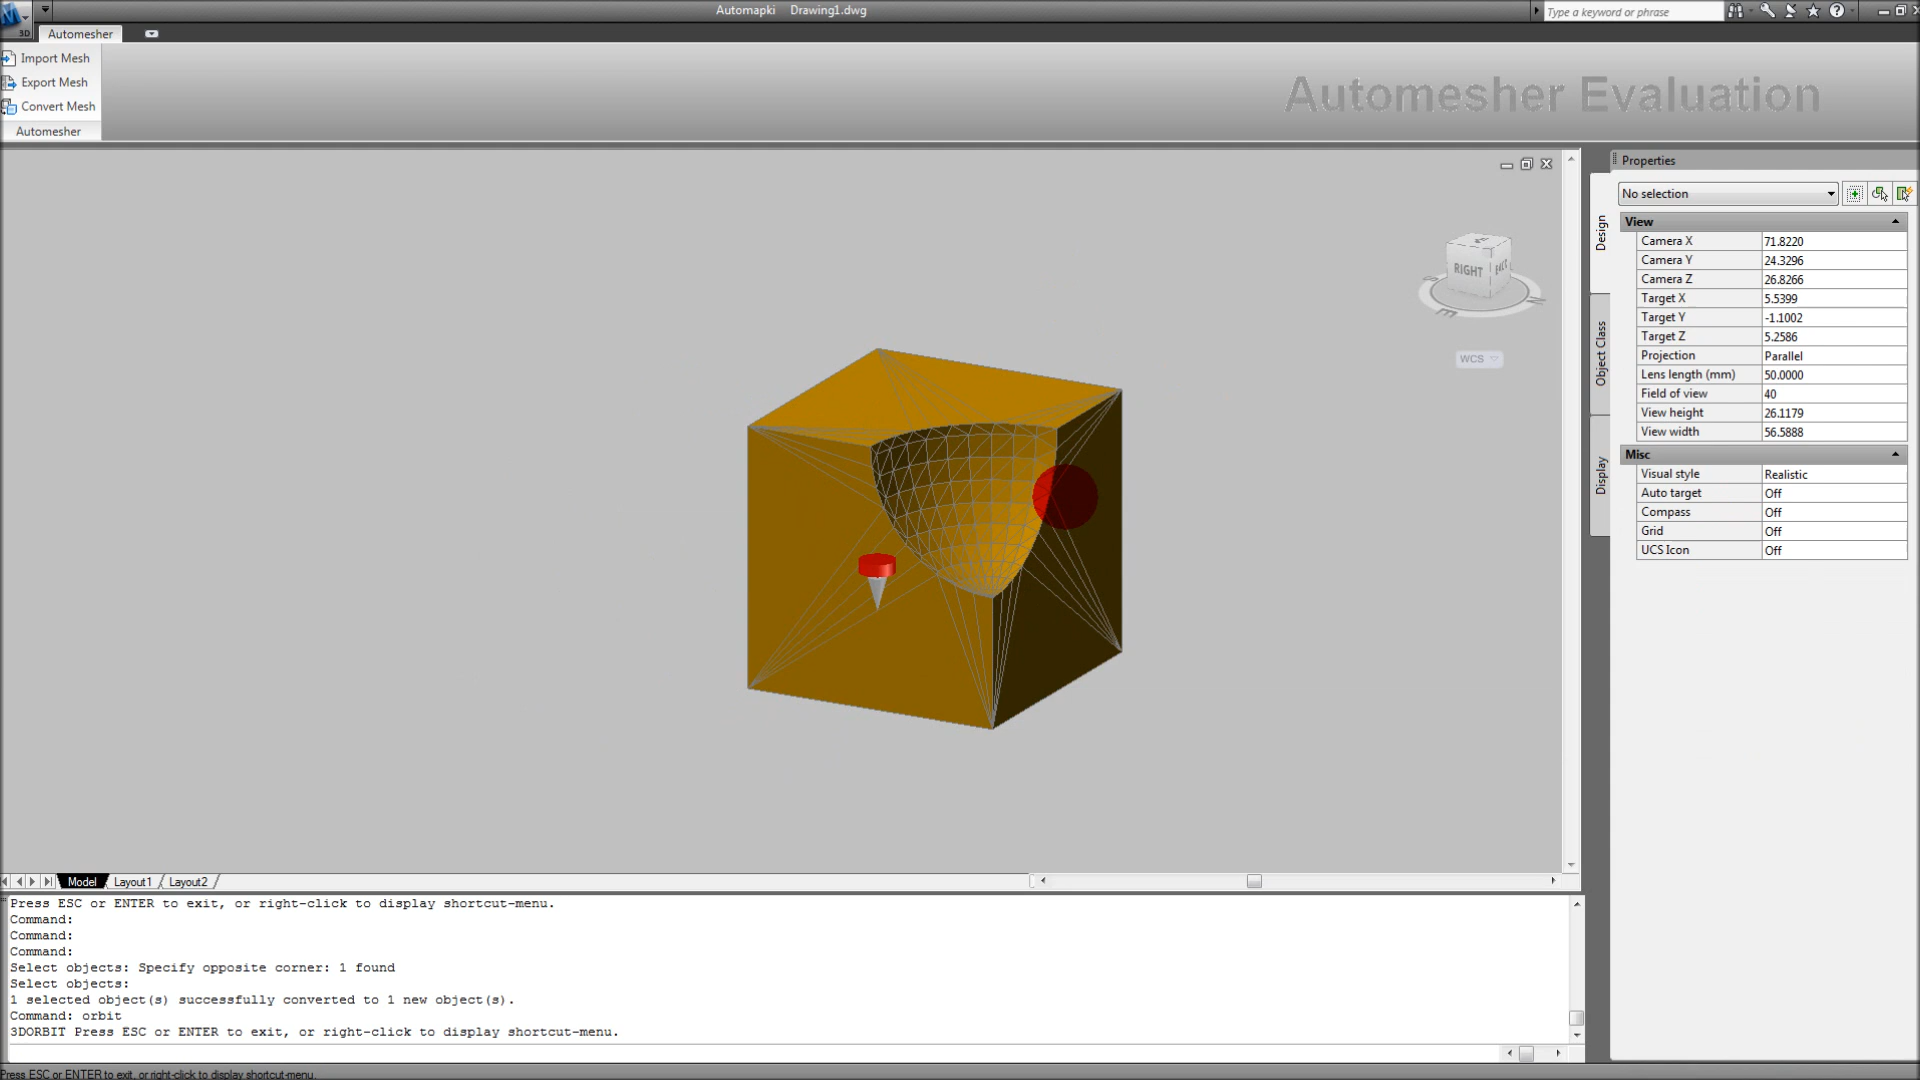 Automapki Drawing1.dwg
Type a keyword or phrase
3D
Automesher
Import Mesh
Export Mesh
Convert Mesh
Automesher
Automesher Evaluation
Properties
No selection
View
Camera X 71.8220
Camera Y 24.3296
Camera Z 26.8266
Target X 5.5399
Target Y -1.1002
Target Z 5.2586
Projection Parallel
Lens length (mm) 50.0000
Field of view 40
View height 26.1179
View width 56.5888
Misc
Visual style Realistic
Auto target Off
Compass Off
Grid Off
UCS Icon Off
Design
Object Class
Display
RIGHT
E
WCS
Model Layout1 Layout2
Press ESC or ENTER to exit, or right-click to display shortcut-menu.
Command:
Command:
Command:
Select objects: Specify opposite corner: 1 found
Select objects:
1 selected object(s) successfully converted to 1 new object(s).
Command: orbit
3DORBIT Press ESC or ENTER to exit, or right-click to display shortcut-menu.
Press ESC or ENTER to exit, or right-click to display shortcut-menu.